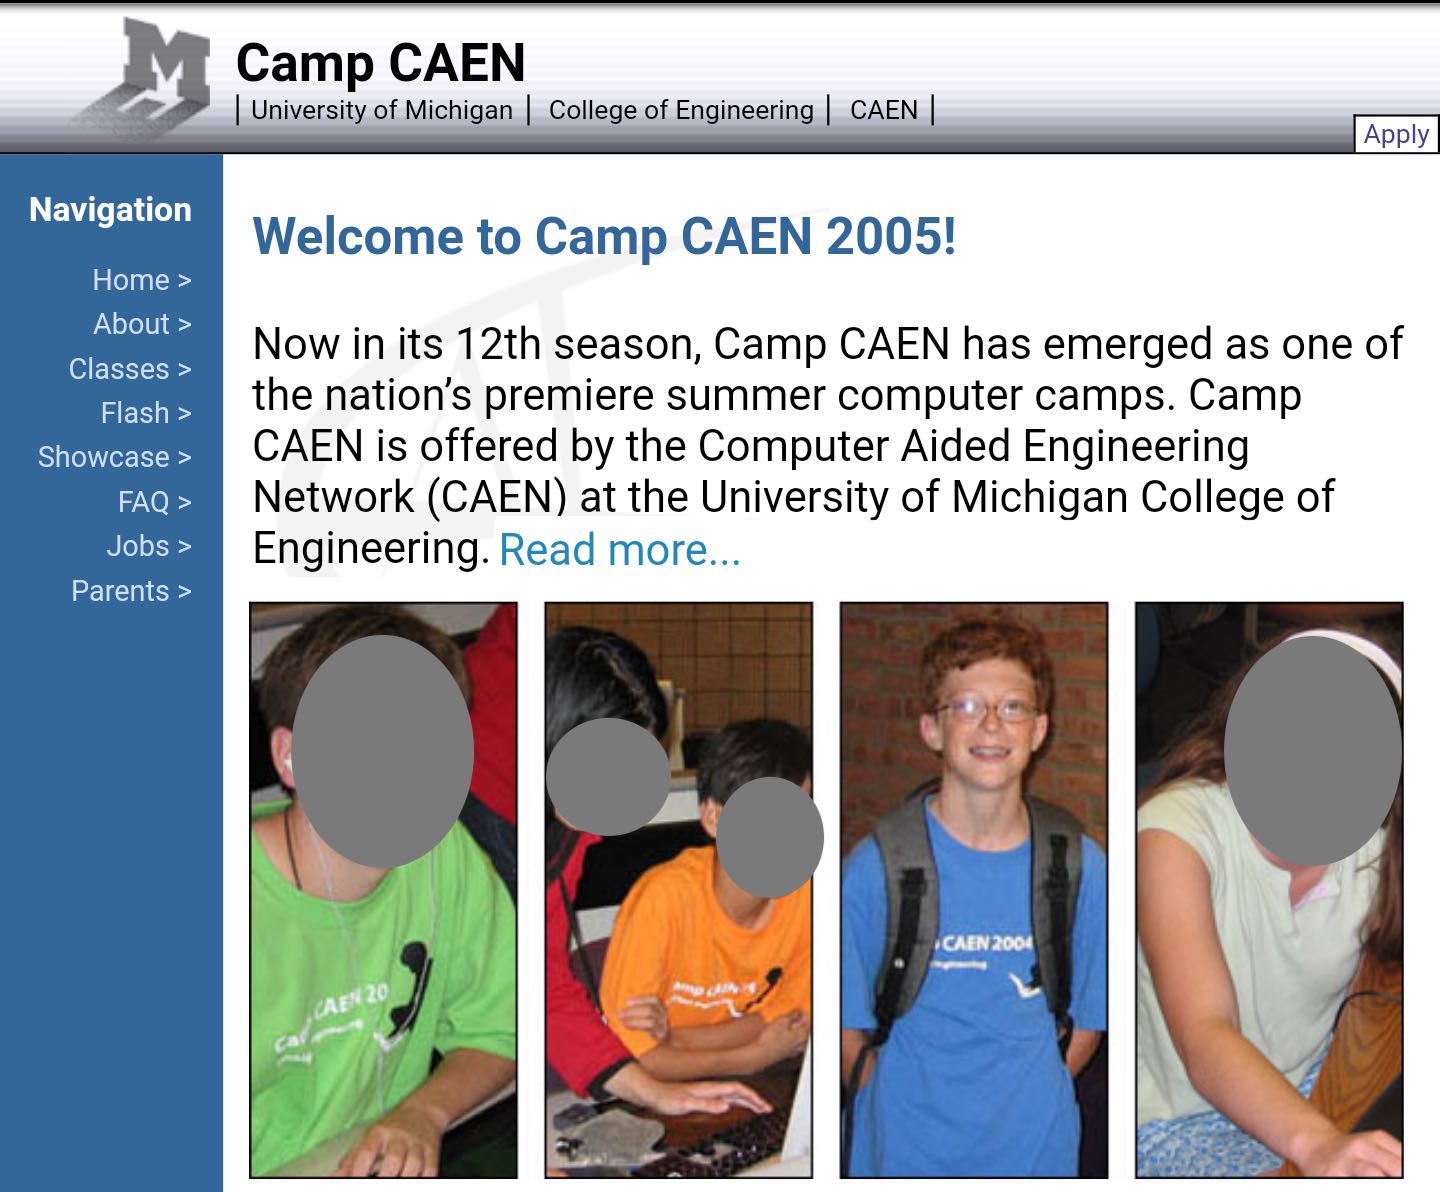 M
Camp CAEN
| University of Michigan | College of Engineering | CAEN |
Apply
Navigation
Home >
About >
Classes >
Flash >
Showcase >
FAQ >
Jobs >
Parents >
Welcome to Camp CAEN 2005!
Now in its 12th season, Camp CAEN has emerged as one of
the nation’s premiere summer computer camps. Camp
CAEN is offered by the Computer Aided Engineering
Network (CAEN) at the University of Michigan College of
Engineering. Read more...
CAEN 20
CAEN 2004